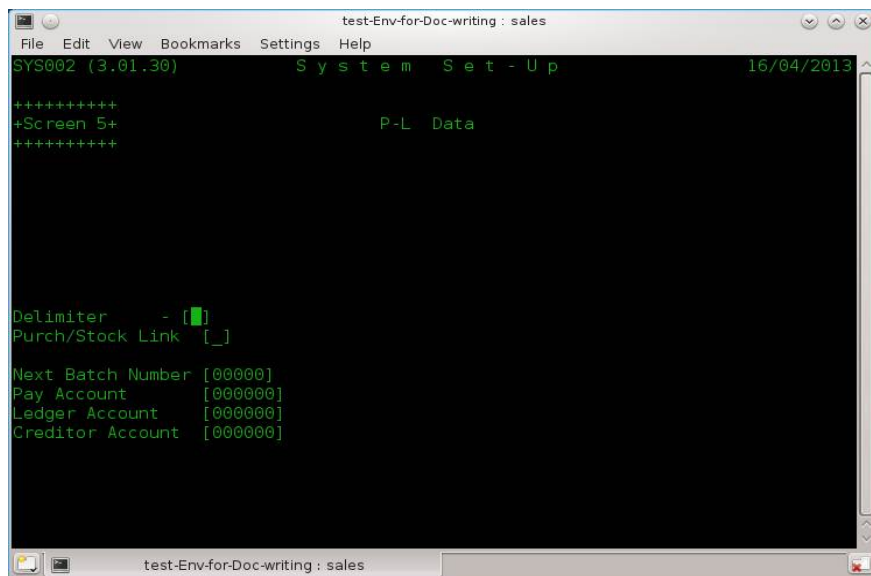 test-Env-for-Doc-writing : sales
File Edit View Bookmarks Settings Help
SYS002 (3.01.30) S y s t e m S e t - U p 16/04/2013
++++++++++
+Screen 5+ P-L Data
++++++++++
Delimiter - [ ]
Purch/Stock Link [_]
Next Batch Number [00000]
Pay Account [000000]
Ledger Account [000000]
Creditor Account [000000]
test-Env-for-Doc-writing : sales